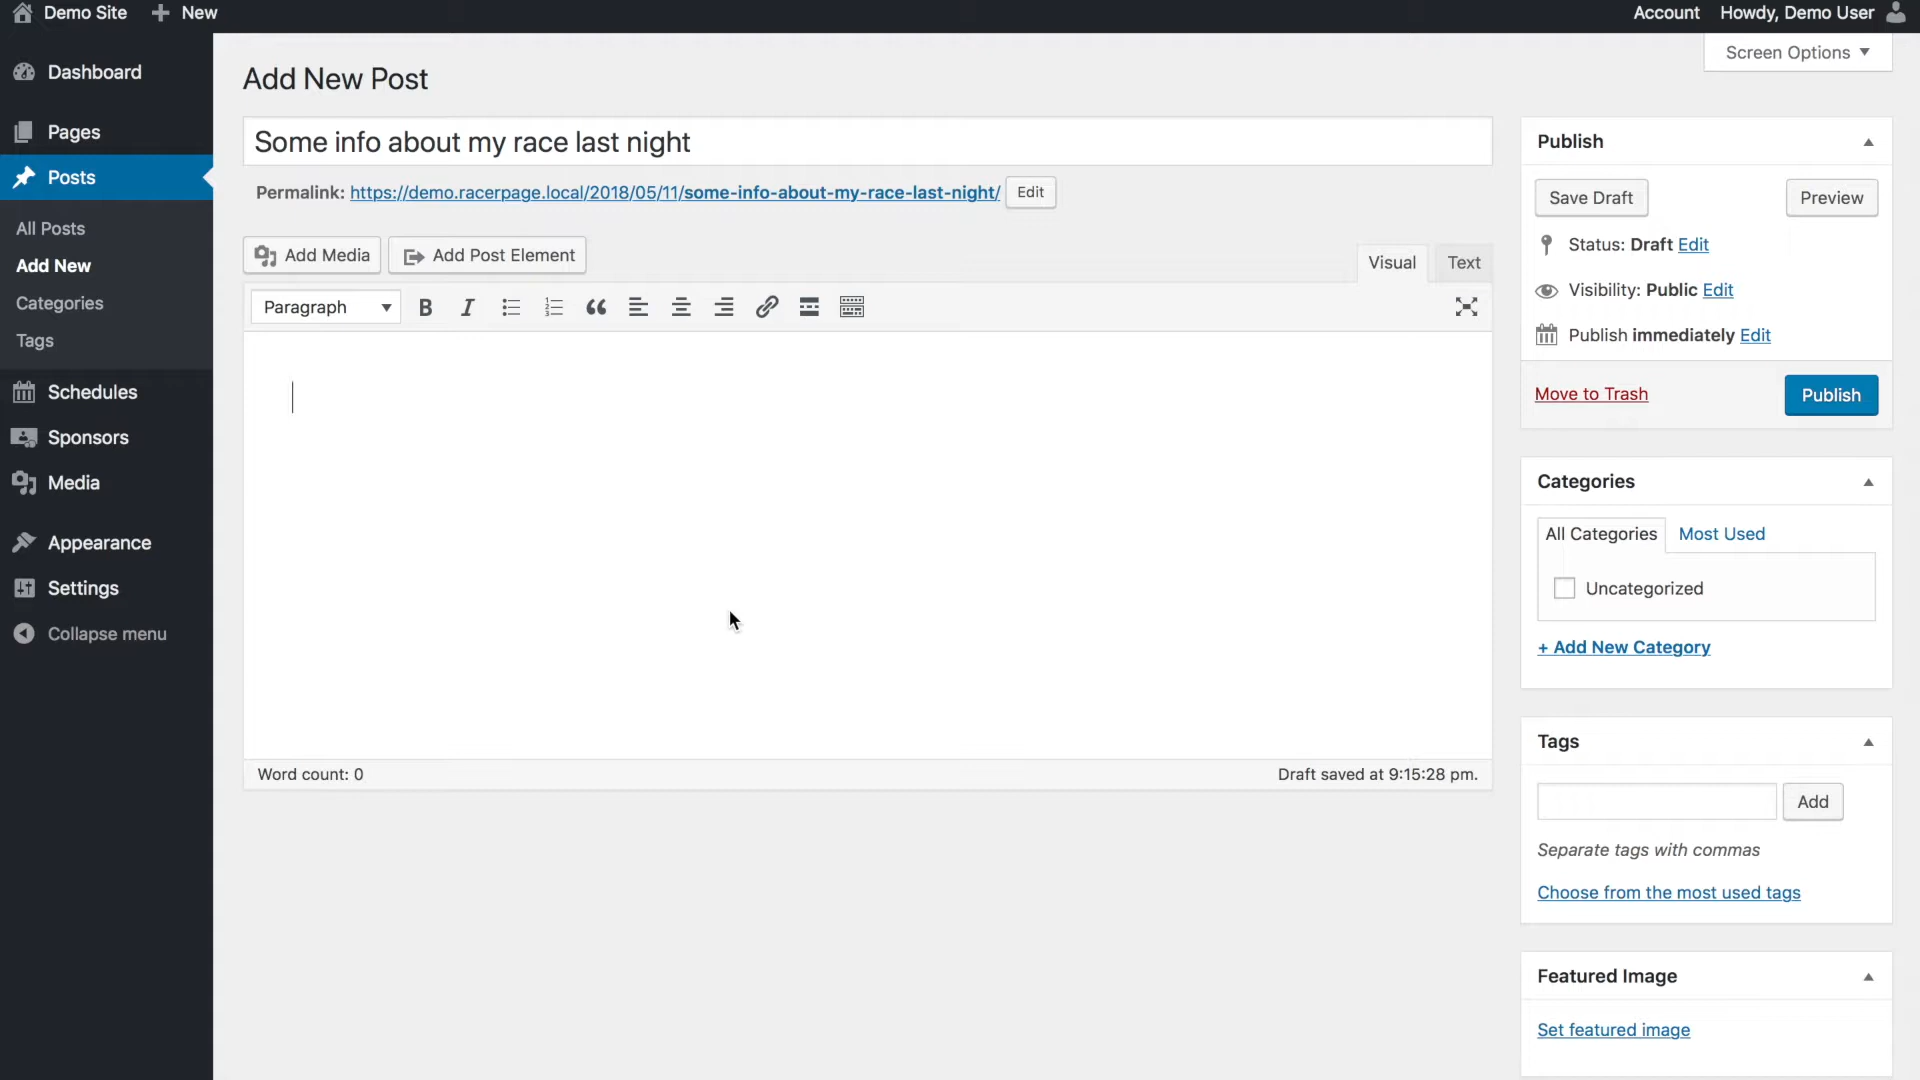 Demo Site
New
Account
Howdy, Demo User
Dashboard
Pages
Posts
All Posts
Add New
Categories
Tags
Schedules
Sponsors
Media
Appearance
Settings
Collapse menu
Screen Options
Add New Post
Some info about my race last night
Permalink: https://demo.racerpage.local/2018/05/11/some-info-about-my-race-last-night/ Edit
Add Media
Add Post Element
Visual
Text
Paragraph
Word count: 0
Draft saved at 9:15:28 pm.
Publish
Save Draft
Preview
Status: Draft Edit
Visibility: Public Edit
Publish immediately Edit
Move to Trash
Publish
Categories
All Categories
Most Used
Uncategorized
+ Add New Category
Tags
Add
Separate tags with commas
Choose from the most used tags
Featured Image
Set featured image